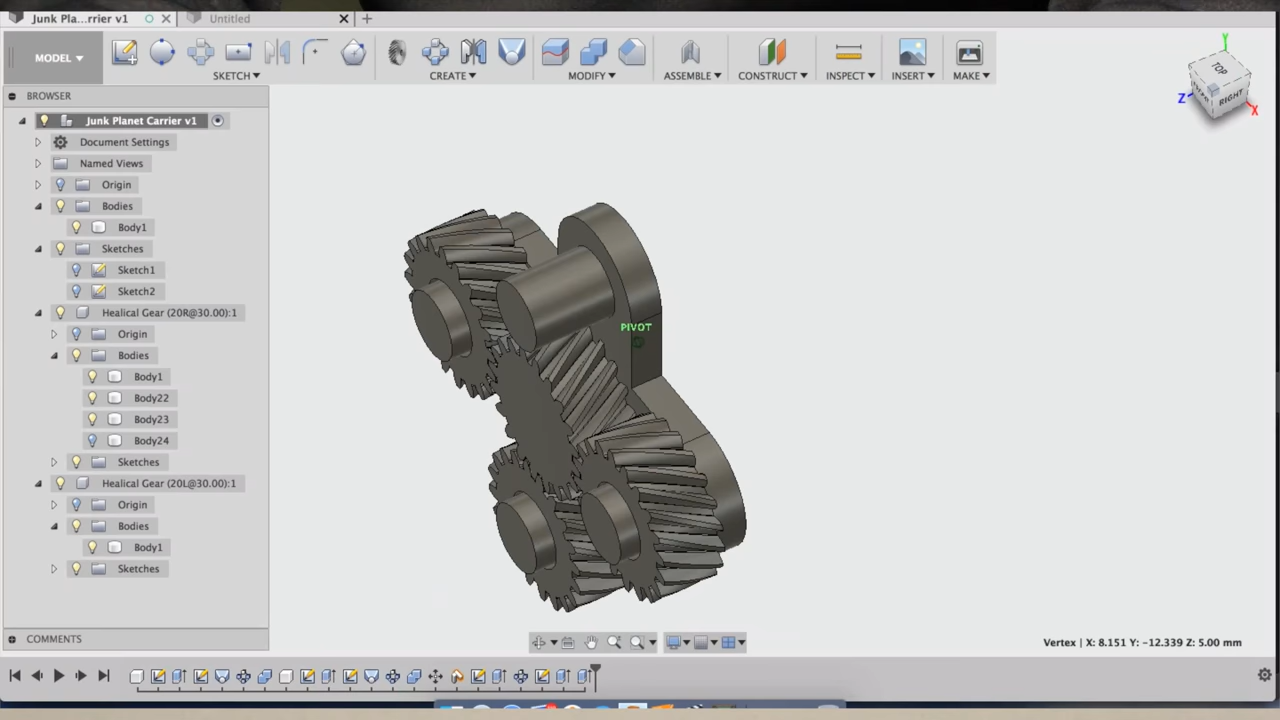 Junk Pla...rrier v1
Untitled
MODEL
SKETCH
CREATE
MODIFY
ASSEMBLE
CONSTRUCT
INSPECT
INSERT
MAKE
Y
TOP
RIGHT
Z
X
BROWSER
Junk Planet Carrier v1
Document Settings
Named Views
Origin
Bodies
Body1
Sketches
Sketch1
Sketch2
Healical Gear (20R@30.00):1
Origin
Bodies
Body1
Body22
Body23
Body24
Sketches
Healical Gear (20L@30.00):1
Origin
Bodies
Body1
Sketches
PIVOT
COMMENTS
Vertex | X: 8.151 Y: -12.339 Z: 5.00 mm